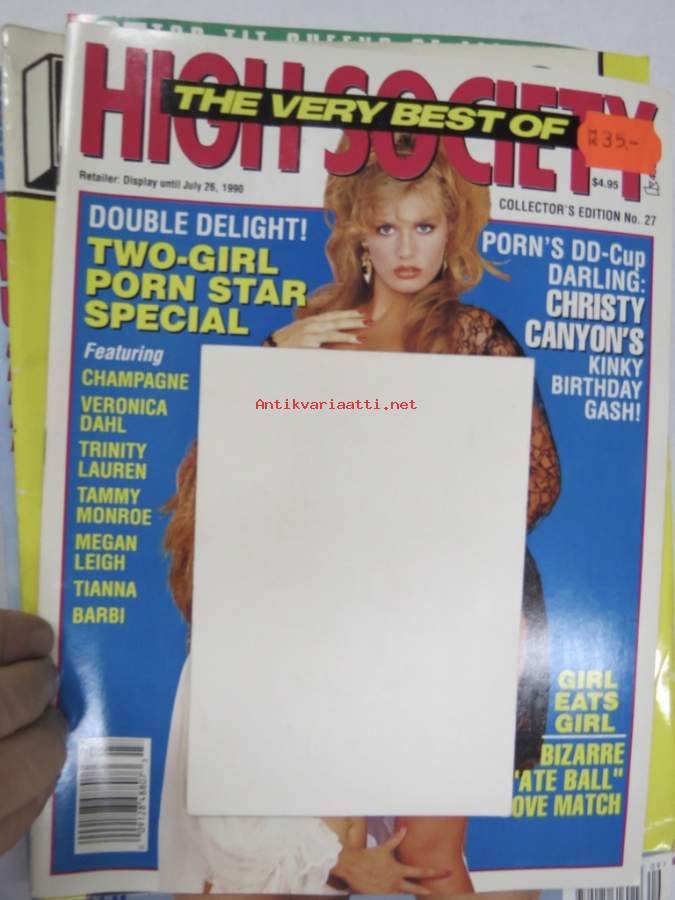 HIGH SOCIETY
THE VERY BEST OF
Retailer: Display until July 26, 1990
35.-
$4.95
COLLECTOR'S EDITION No. 27
DOUBLE DELIGHT!
TWO-GIRL
PORN STAR
SPECIAL
Featuring
CHAMPAGNE
VERONICA
DAHL
TRINITY
LAUREN
TAMMY
MONROE
MEGAN
LEIGH
TIANNA
BARBI
PORN'S DD-Cup
DARLING:
CHRISTY
CANYON'S
KINKY
BIRTHDAY
GASH!
Antikvariaatti.net
GIRL
EATS
GIRL
BIZARRE
"ATE BALL"
OVE MATCH